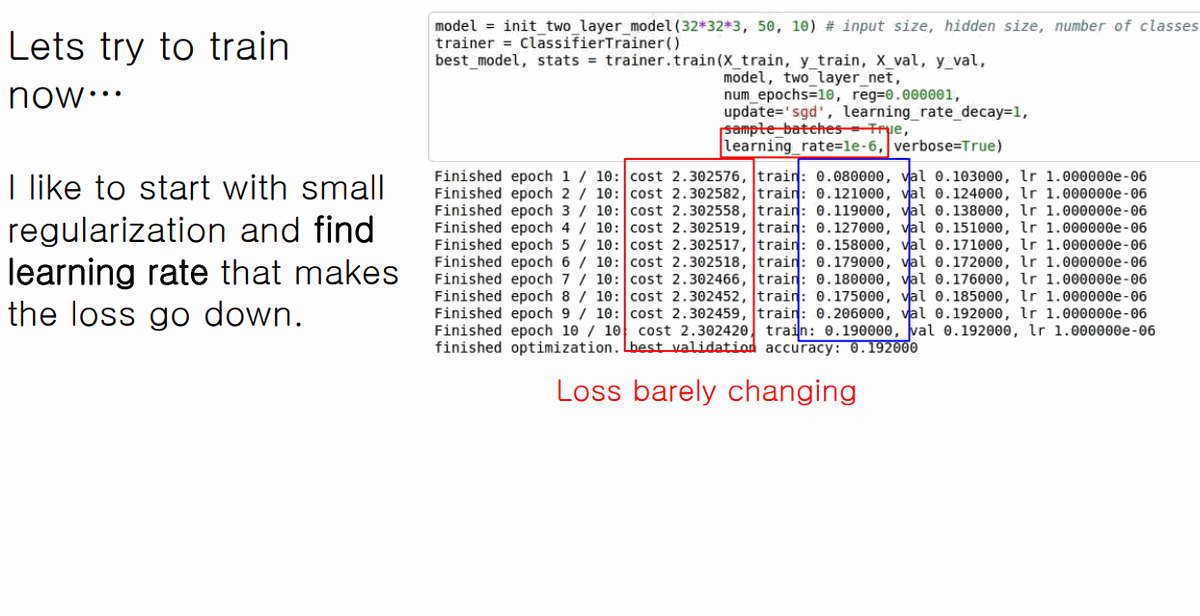 Lets try to train
now…
I like to start with small
regularization and find
learning rate that makes
the loss go down.
model = init_two_layer_model(32*32*3, 50, 10) # input size, hidden size, number of classes
trainer = ClassifierTrainer()
best_model, stats = trainer.train(X_train, y_train, X_val, y_val,
model, two_layer_net,
num_epochs=10, reg=0.000001,
update='sgd', learning_rate_decay=1,
sample_batches = True,
learning_rate=1e-6, verbose=True)
Finished epoch 1 / 10: cost 2.302576, train: 0.080000, val 0.103000, lr 1.000000e-06
Finished epoch 2 / 10: cost 2.302582, train: 0.121000, val 0.124000, lr 1.000000e-06
Finished epoch 3 / 10: cost 2.302558, train: 0.119000, val 0.138000, lr 1.000000e-06
Finished epoch 4 / 10: cost 2.302519, train: 0.127000, val 0.151000, lr 1.000000e-06
Finished epoch 5 / 10: cost 2.302517, train: 0.158000, val 0.171000, lr 1.000000e-06
Finished epoch 6 / 10: cost 2.302518, train: 0.179000, val 0.172000, lr 1.000000e-06
Finished epoch 7 / 10: cost 2.302466, train: 0.180000, val 0.176000, lr 1.000000e-06
Finished epoch 8 / 10: cost 2.302452, train: 0.175000, val 0.185000, lr 1.000000e-06
Finished epoch 9 / 10: cost 2.302459, train: 0.206000, val 0.192000, lr 1.000000e-06
Finished epoch 10 / 10: cost 2.302420, train: 0.190000, val 0.192000, lr 1.000000e-06
finished optimization. best validation accuracy: 0.192000
Loss barely changing